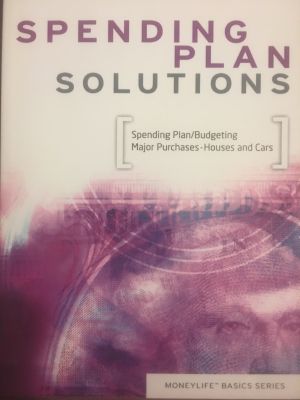 SPENDING
PLAN
SOLUTIONS
Spending Plan/Budgeting
Major Purchases-Houses and Cars
MONEYLIFE™ BASICS SERIES